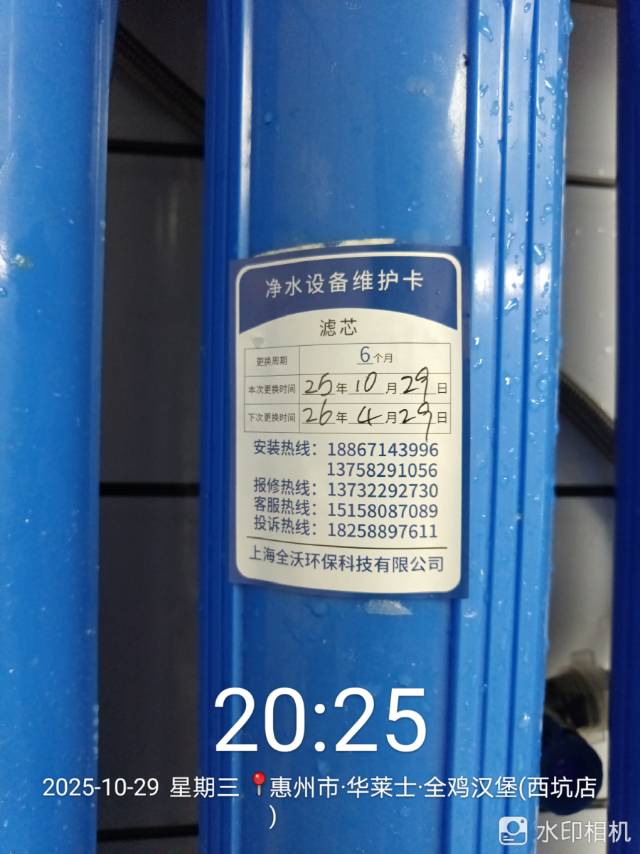 净水设备维护卡
滤芯
更换周期 6个月
本次更换时间 25年10月29日
下次更换时间 26年4月29日
安装热线：18867143996
13758291056
报修热线：13732292730
客服热线：15158087089
投诉热线：18258897611
上海全沃环保科技有限公司
20:25
2025-10-29 星期三 惠州市·华莱士·全鸡汉堡(西坑店
)
水印相机